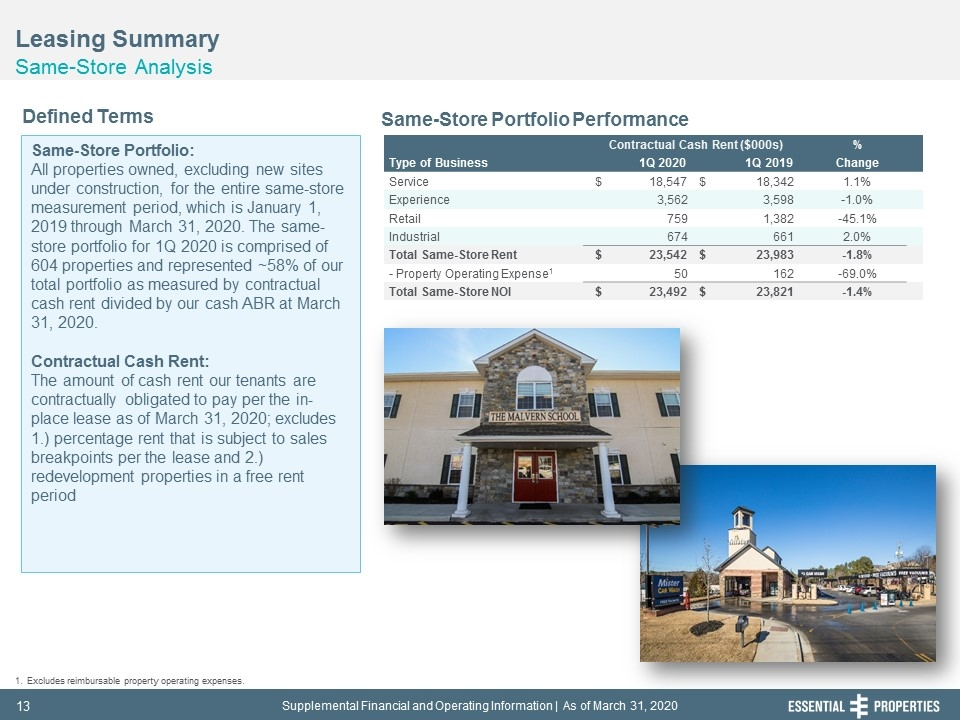 Leasing Summary
Same-Store Analysis
Defined Terms
Same-Store Portfolio:
All properties owned, excluding new sites
under construction, for the entire same-store
measurement period, which is January 1,
2019 through March 31, 2020. The same-
store portfolio for 1Q 2020 is comprised of
604 properties and represented ~58% of our
total portfolio as measured by contractual
cash rent divided by our cash ABR at March
31, 2020.
Contractual Cash Rent:
The amount of cash rent our tenants are
contractually obligated to pay per the in-
place lease as of March 31, 2020; excludes
1.) percentage rent that is subject to sales
breakpoints per the lease and 2.)
redevelopment properties in a free rent
period
Same-Store Portfolio Performance
Contractual Cash Rent ($000s) %
Type of Business 1Q 2020 1Q 2019 Change
Service $ 18,547 $ 18,342 1.1%
Experience 3,562 3,598 -1.0%
Retail 759 1,382 -45.1%
Industrial 674 661 2.0%
Total Same-Store Rent $ 23,542 $ 23,983 -1.8%
- Property Operating Expense1 50 162 -69.0%
Total Same-Store NOI $ 23,492 $ 23,821 -1.4%
THE MALVERN SCHOOL
Mister
Car Wash
FREE VACUUMS
1. Excludes reimbursable property operating expenses.
13 Supplemental Financial and Operating Information | As of March 31, 2020 ESSENTIAL PROPERTIES